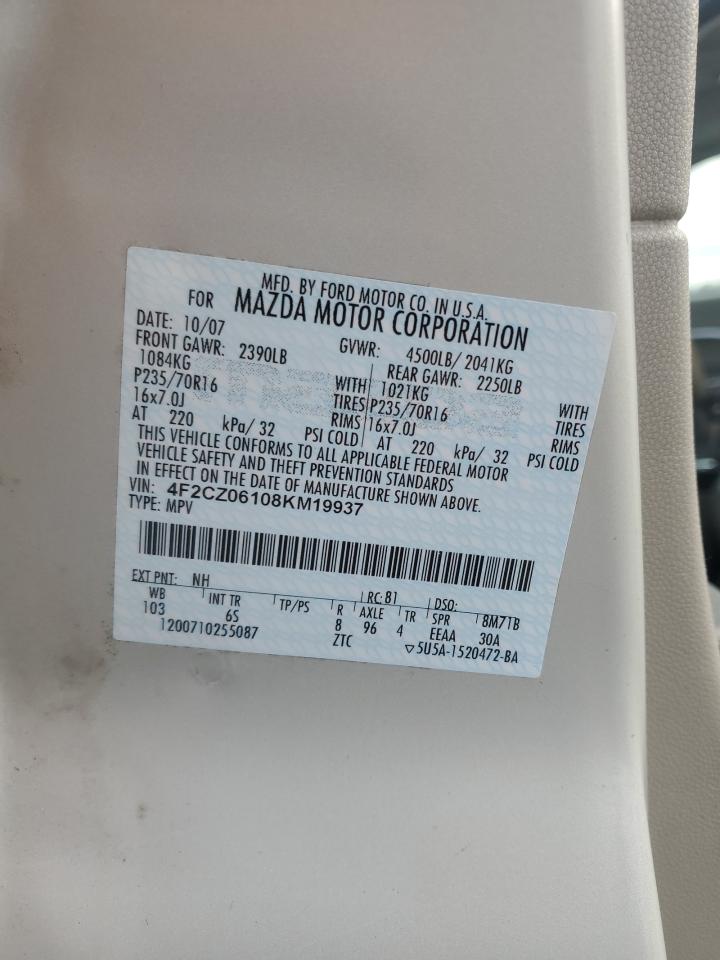 MFD. BY FORD MOTOR CO. IN U.S.A.
FOR MAZDA MOTOR CORPORATION
DATE: 10/07 GVWR: 4500LB/ 2041KG
FRONT GAWR: 2390LB REAR GAWR: 2250LB
1084KG WITH 1021KG WITH
P235/70R16 TIRES P235/70R16 TIRES
16x7.0J RIMS 16x7.0J RIMS
AT 220 kPa/ 32 PSI COLD AT 220 kPa/ 32 PSI COLD
THIS VEHICLE CONFORMS TO ALL APPLICABLE FEDERAL MOTOR
VEHICLE SAFETY AND THEFT PREVENTION STANDARDS
IN EFFECT ON THE DATE OF MANUFACTURE SHOWN ABOVE.
VIN: 4F2CZ06108KM19937
TYPE: MPV
EXT PNT: NH RC: 81 DSO:
WB INT TR TP/PS R AXLE TR SPR 8M71B
103 6S 8 96 4 EEAA 30A
1200710255087 ZTC ▽5U5A-1520472-BA